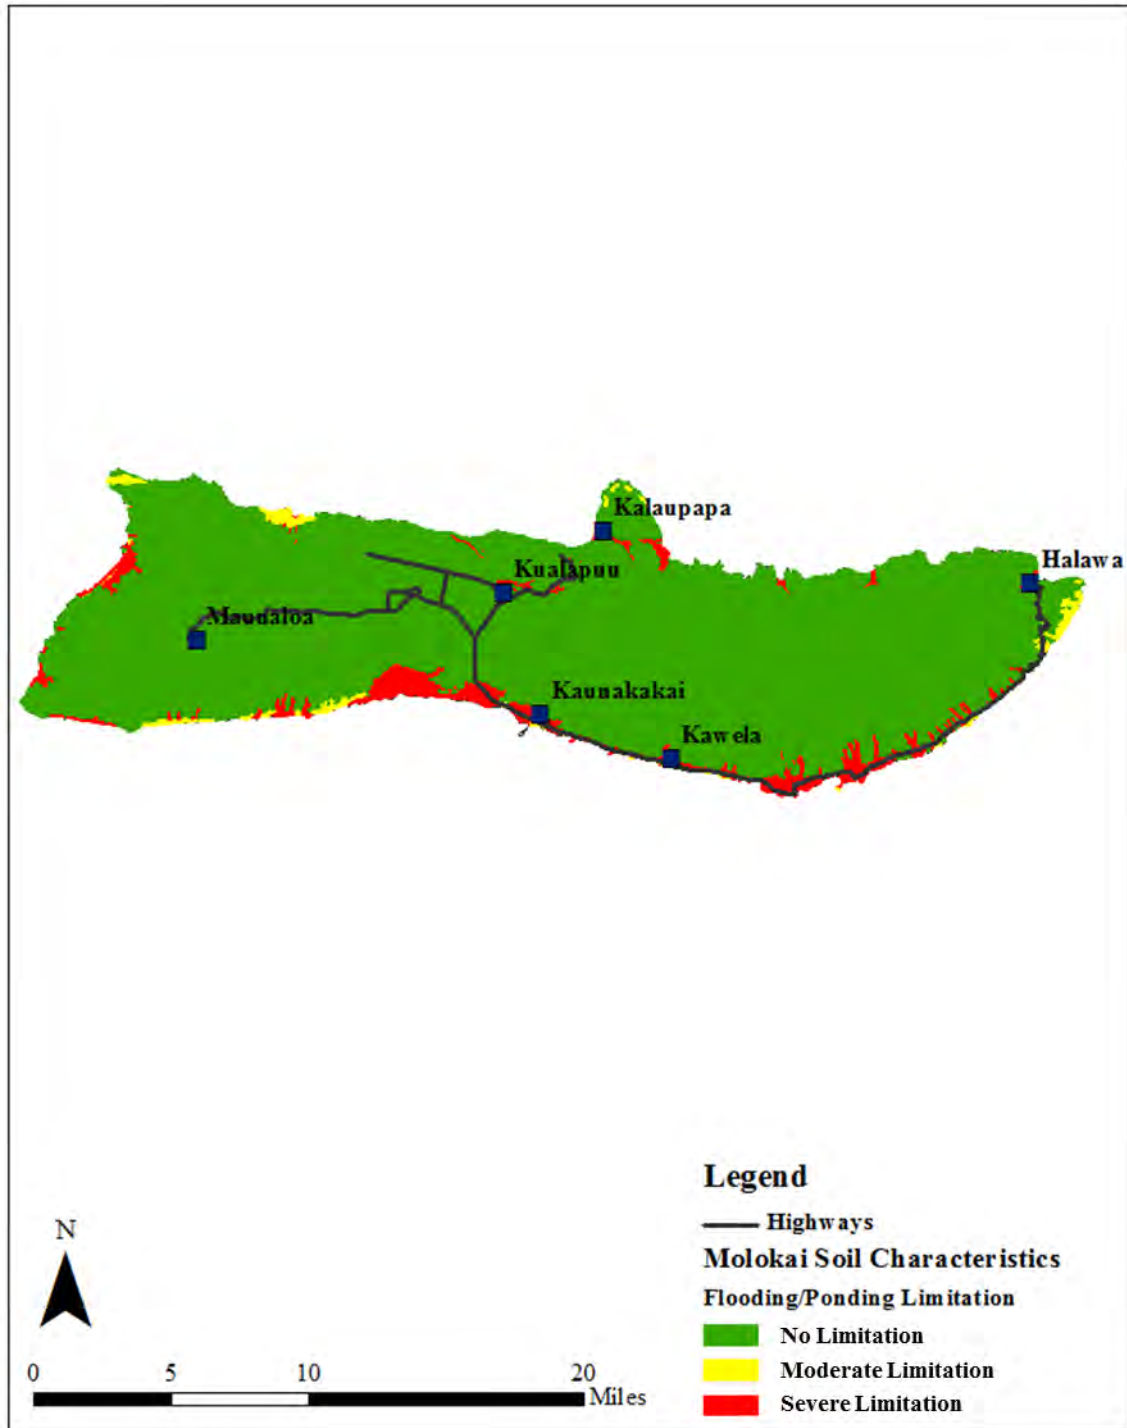 Kalaupapa
Halawa
Kualapuu
Maunaloa
Kaunakakai
Kawela
Legend
Highways
Molokai Soil Characteristics
Flooding/Ponding Limitation
No Limitation
Moderate Limitation
Severe Limitation
N
0 5 10 20
Miles